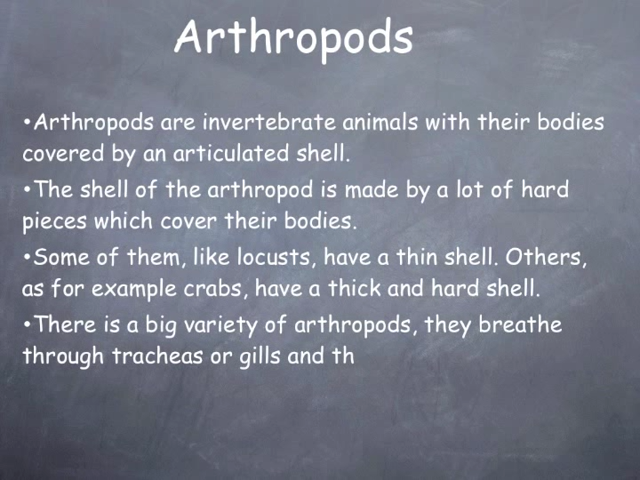 Arthropods
•Arthropods are invertebrate animals with their bodies
covered by an articulated shell.
•The shell of the arthropod is made by a lot of hard
pieces which cover their bodies.
•Some of them, like locusts, have a thin shell. Others,
as for example crabs, have a thick and hard shell.
•There is a big variety of arthropods, they breathe
through tracheas or gills and th